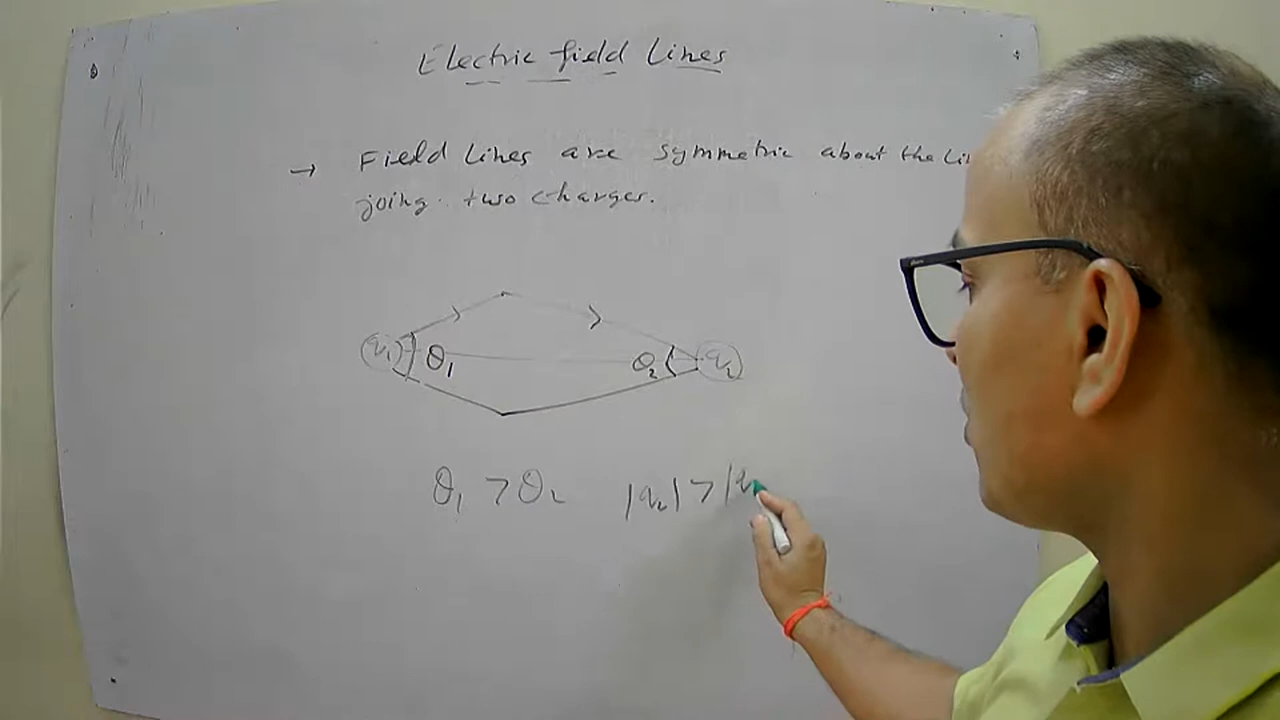 Electric field Lines
→ Field Lines are symmetric about the Li
joing two charges.
q₁ θ₁ θ₂ q₂
θ₁ > θ₂ |q₂| > |q